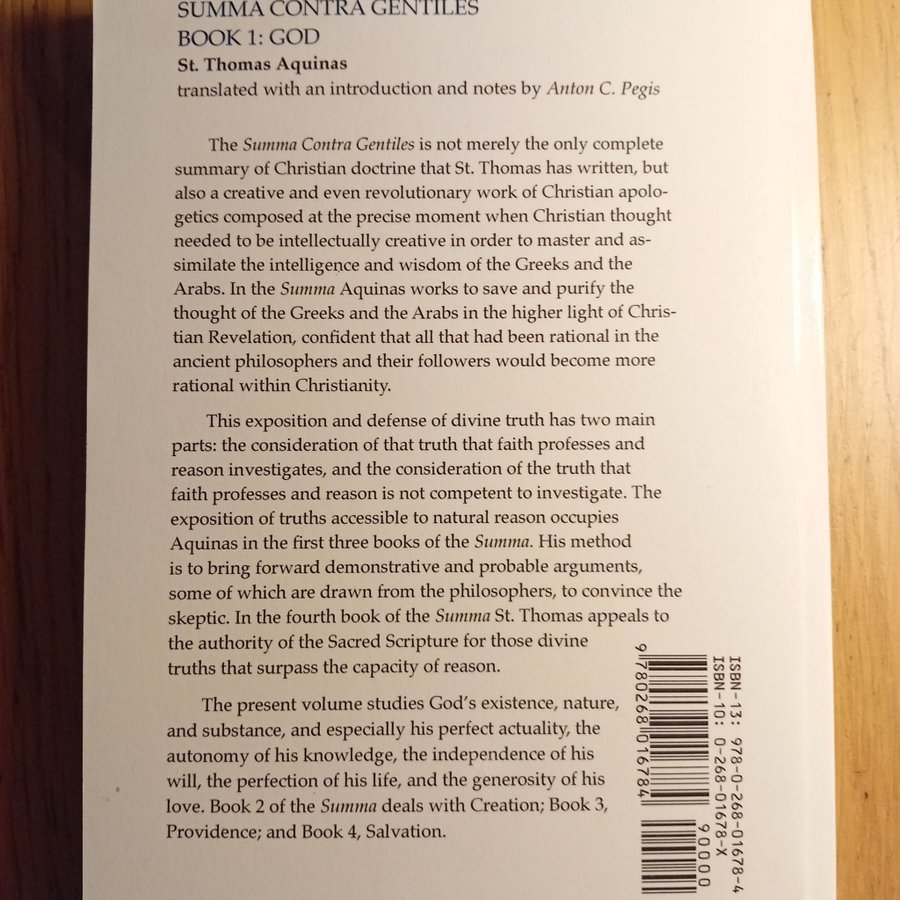 SUMMA CONTRA GENTILES
BOOK 1: GOD
St. Thomas Aquinas
translated with an introduction and notes by Anton C. Pegis
The Summa Contra Gentiles is not merely the only complete
summary of Christian doctrine that St. Thomas has written, but
also a creative and even revolutionary work of Christian apolo-
getics composed at the precise moment when Christian thought
needed to be intellectually creative in order to master and as-
similate the intelligence and wisdom of the Greeks and the
Arabs. In the Summa Aquinas works to save and purify the
thought of the Greeks and the Arabs in the higher light of Chris-
tian Revelation, confident that all that had been rational in the
ancient philosophers and their followers would become more
rational within Christianity.
This exposition and defense of divine truth has two main
parts: the consideration of that truth that faith professes and
reason investigates, and the consideration of the truth that
faith professes and reason is not competent to investigate. The
exposition of truths accessible to natural reason occupies
Aquinas in the first three books of the Summa. His method
is to bring forward demonstrative and probable arguments,
some of which are drawn from the philosophers, to convince the
skeptic. In the fourth book of the Summa St. Thomas appeals to
the authority of the Sacred Scripture for those divine
truths that surpass the capacity of reason.
The present volume studies God's existence, nature,
and substance, and especially his perfect actuality, the
autonomy of his knowledge, the independence of his
will, the perfection of his life, and the generosity of his
love. Book 2 of the Summa deals with Creation; Book 3,
Providence; and Book 4, Salvation.
ISBN-13: 978-0-268-01678-4
ISBN-10: 0-268-01678-X
90000
9 780268 016784